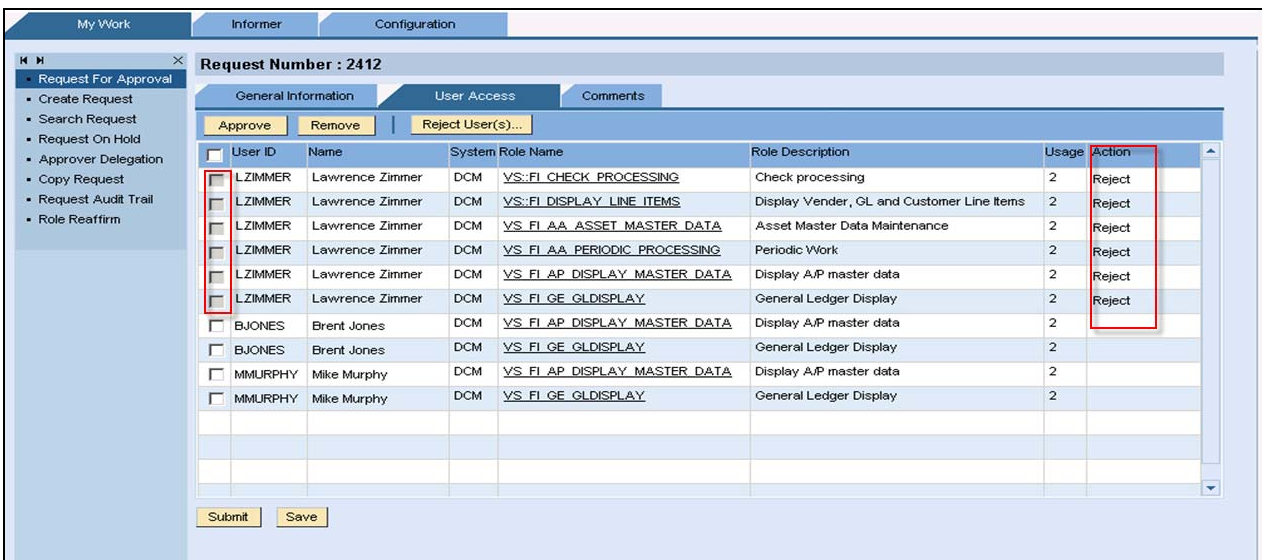 My Work Informer Configuration
Request For Approval
Create Request
Search Request
Request On Hold
Approver Delegation
Copy Request
Request Audit Trail
Role Reaffirm
Request Number : 2412
General Information User Access Comments
Approve Remove Reject User(s)...
User ID Name System Role Name Role Description Usage Action
LZIMMER Lawrence Zimmer DCM VS::FI_CHECK_PROCESSING Check processing 2 Reject
LZIMMER Lawrence Zimmer DCM VS::FI_DISPLAY_LINE_ITEMS Display Vender, GL and Customer Line Items 2 Reject
LZIMMER Lawrence Zimmer DCM VS_FI_AA_ASSET_MASTER_DATA Asset Master Data Maintenance 2 Reject
LZIMMER Lawrence Zimmer DCM VS_FI_AA_PERIODIC_PROCESSING Periodic Work 2 Reject
LZIMMER Lawrence Zimmer DCM VS_FI_AP_DISPLAY_MASTER_DATA Display A/P master data 2 Reject
LZIMMER Lawrence Zimmer DCM VS_FI_GE_GLDISPLAY General Ledger Display 2 Reject
BJONES Brent Jones DCM VS_FI_AP_DISPLAY_MASTER_DATA Display A/P master data 2
BJONES Brent Jones DCM VS_FI_GE_GLDISPLAY General Ledger Display 2
MMURPHY Mike Murphy DCM VS_FI_AP_DISPLAY_MASTER_DATA Display A/P master data 2
MMURPHY Mike Murphy DCM VS_FI_GE_GLDISPLAY General Ledger Display 2
Submit Save